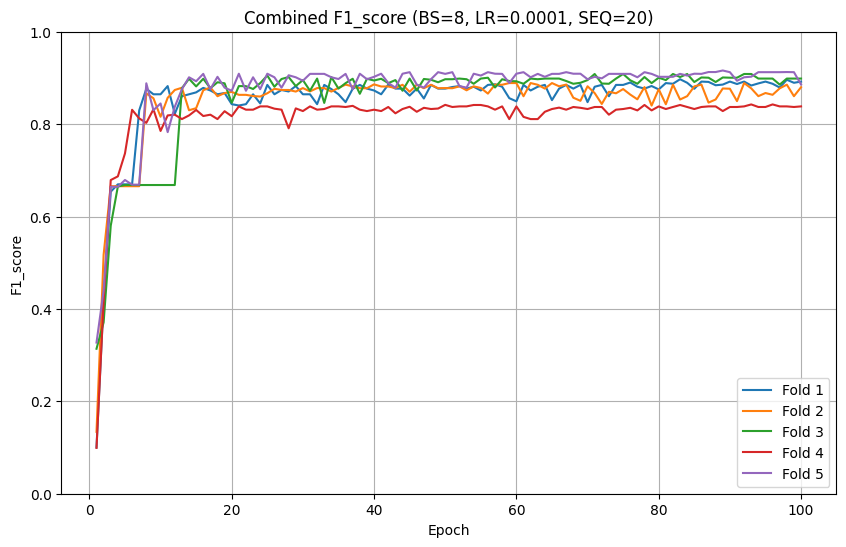 Combined F1_score (BS=8, LR=0.0001, SEQ=20)
1.0
0.8
0.6
0.4
0.2
0.0
F1_score
0 20 40 60 80 100
Epoch
Fold 1
Fold 2
Fold 3
Fold 4
Fold 5